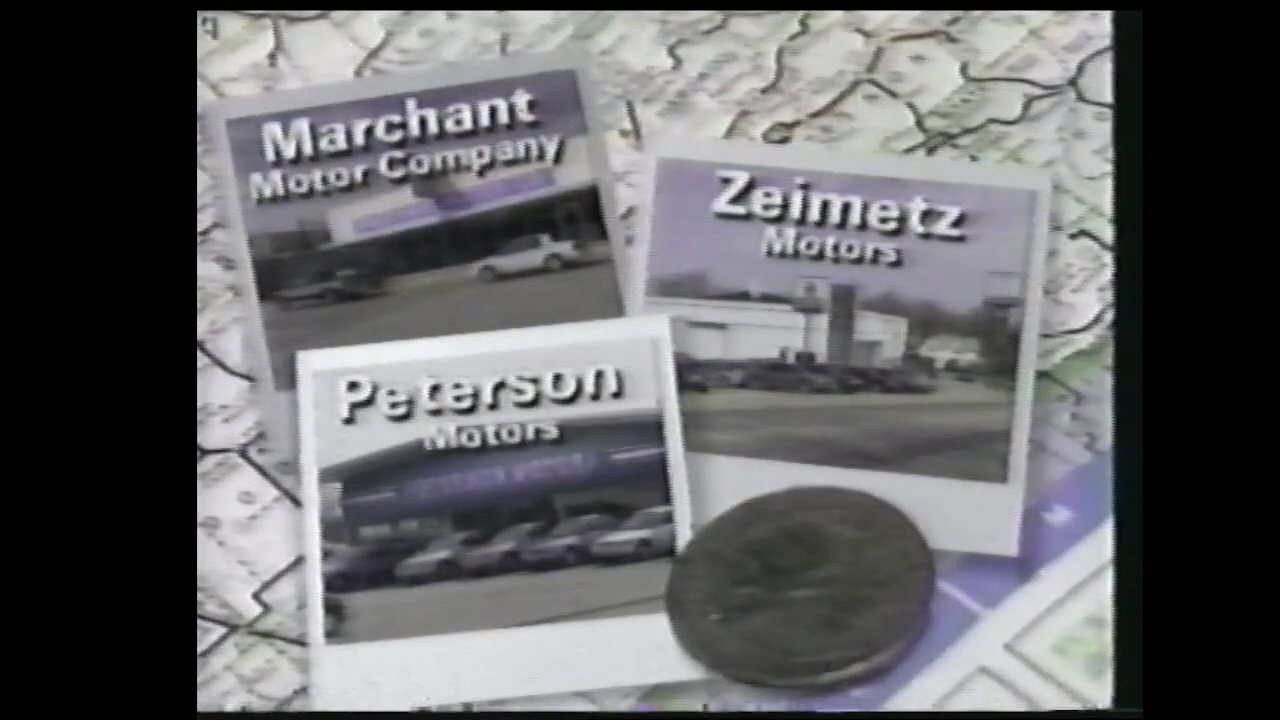 Marchant
Motor Company
Zeimetz
Motors
Peterson
Motors